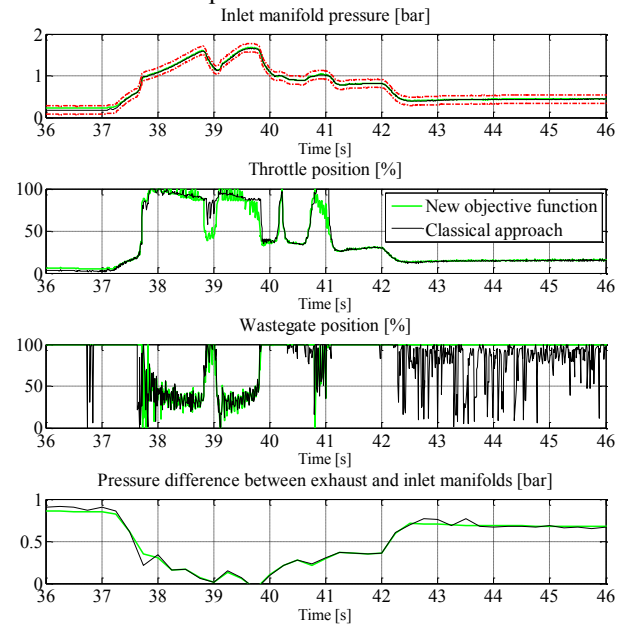 Inlet manifold pressure [bar]
2
1
0
36 37 38 39 40 41 42 43 44 45 46
Time [s]
Throttle position [%]
100
50
0
New objective function
Classical approach
36 37 38 39 40 41 42 43 44 45 46
Time [s]
Wastegate position [%]
100
50
0
36 37 38 39 40 41 42 43 44 45 46
Time [s]
Pressure difference between exhaust and inlet manifolds [bar]
1
0.5
0
36 37 38 39 40 41 42 43 44 45 46
Time [s]